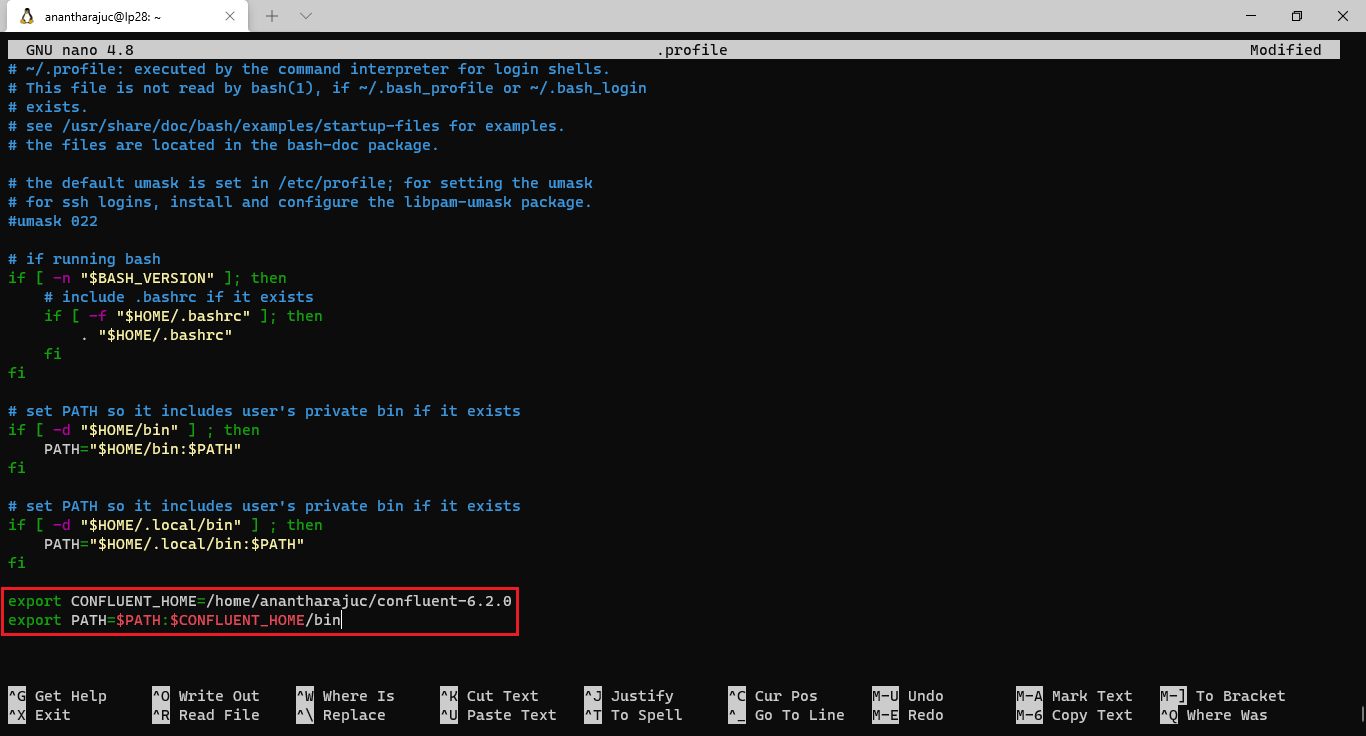 anantharajuc@lp28: ~
GNU nano 4.8 .profile Modified
# ~/.profile: executed by the command interpreter for login shells.
# This file is not read by bash(1), if ~/.bash_profile or ~/.bash_login
# exists.
# see /usr/share/doc/bash/examples/startup-files for examples.
# the files are located in the bash-doc package.

# the default umask is set in /etc/profile; for setting the umask
# for ssh logins, install and configure the libpam-umask package.
#umask 022

# if running bash
if [ -n "$BASH_VERSION" ]; then
    # include .bashrc if it exists
    if [ -f "$HOME/.bashrc" ]; then
        . "$HOME/.bashrc"
    fi
fi

# set PATH so it includes user's private bin if it exists
if [ -d "$HOME/bin" ] ; then
    PATH="$HOME/bin:$PATH"
fi

# set PATH so it includes user's private bin if it exists
if [ -d "$HOME/.local/bin" ] ; then
    PATH="$HOME/.local/bin:$PATH"
fi

export CONFLUENT_HOME=/home/anantharajuc/confluent-6.2.0
export PATH=$PATH:$CONFLUENT_HOME/bin

^G Get Help ^O Write Out ^W Where Is ^K Cut Text ^J Justify ^C Cur Pos M-U Undo M-A Mark Text M-] To Bracket
^X Exit ^R Read File ^\ Replace ^U Paste Text ^T To Spell ^_ Go To Line M-E Redo M-6 Copy Text ^Q Where Was